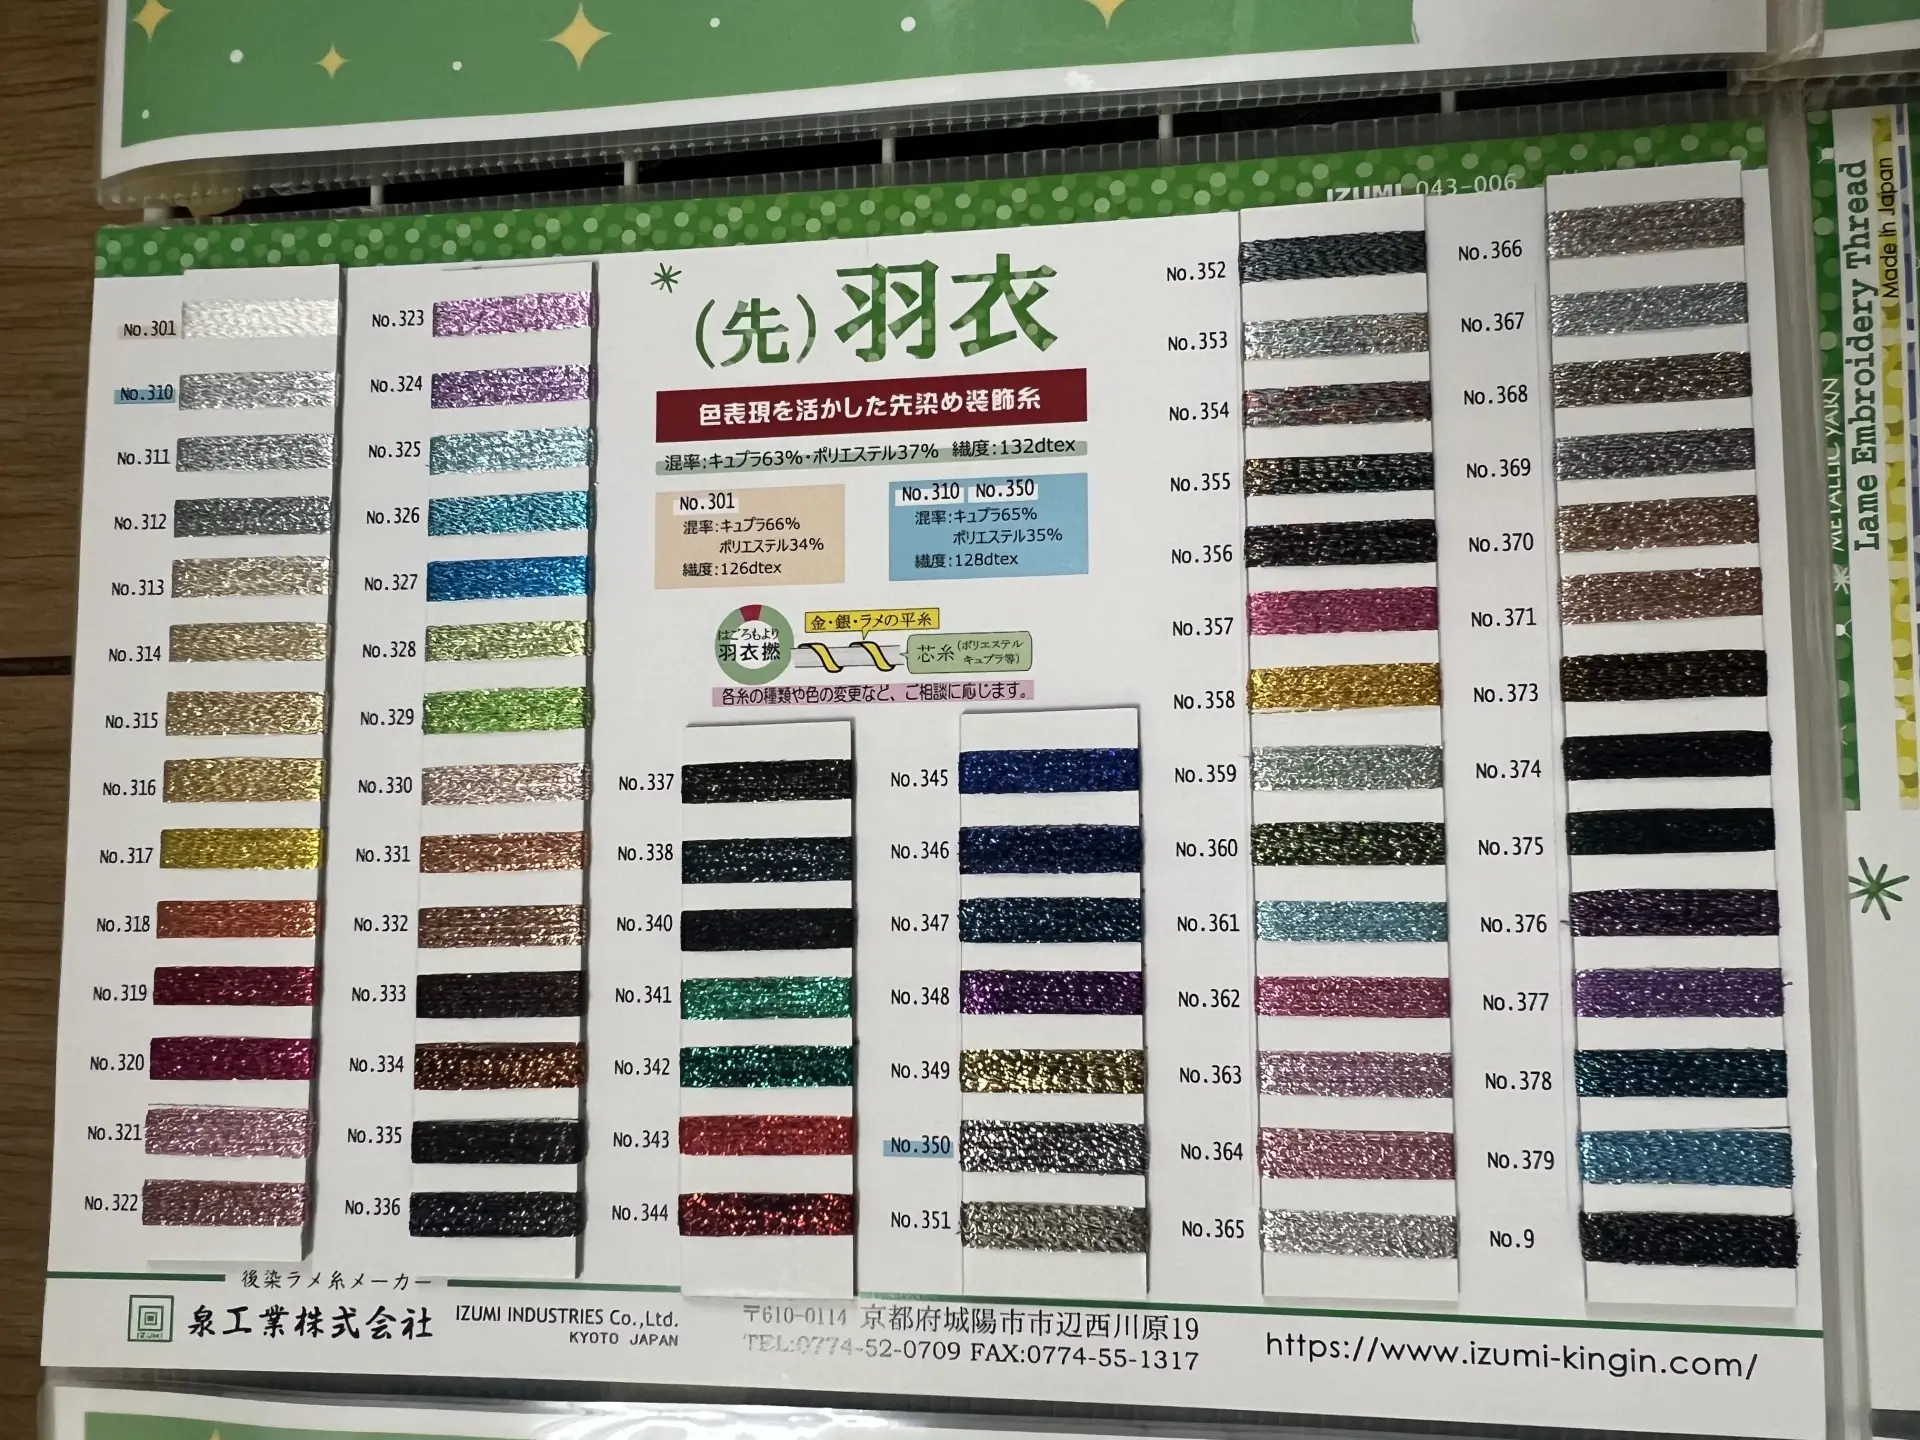 IZUMI 043-006
(先)羽衣
色表現を活かした先染め装飾糸
混率:キュプラ63%・ポリエステル37% 繊度:132dtex
No.301
混率:キュプラ66%
ポリエステル34%
繊度:126dtex
No.310 No.350
混率:キュプラ65%
ポリエステル35%
繊度:128dtex
はごろもより
羽衣撚
金・銀・ラメの平糸
芯糸(ポリエステル
キュプラ等)
各糸の種類や色の変更など、ご相談に応じます。
No.301
No.310
No.311
No.312
No.313
No.314
No.315
No.316
No.317
No.318
No.319
No.320
No.321
No.322
No.323
No.324
No.325
No.326
No.327
No.328
No.329
No.330
No.331
No.332
No.333
No.334
No.335
No.336
No.337
No.338
No.340
No.341
No.342
No.343
No.344
No.345
No.346
No.347
No.348
No.349
No.350
No.351
No.352
No.353
No.354
No.355
No.356
No.357
No.358
No.359
No.360
No.361
No.362
No.363
No.364
No.365
No.366
No.367
No.368
No.369
No.370
No.371
No.373
No.374
No.375
No.376
No.377
No.378
No.379
No.9
後染ラメ糸メーカー
IZUMI
泉工業株式会社
IZUMI INDUSTRIES Co.,Ltd.
KYOTO JAPAN
〒610-0114 京都府城陽市市辺西川原19
TEL:0774-52-0709 FAX:0774-55-1317
https://www.izumi-kingin.com/
METALLIC YARN
Lame Embroidery Thread
Made in Japan